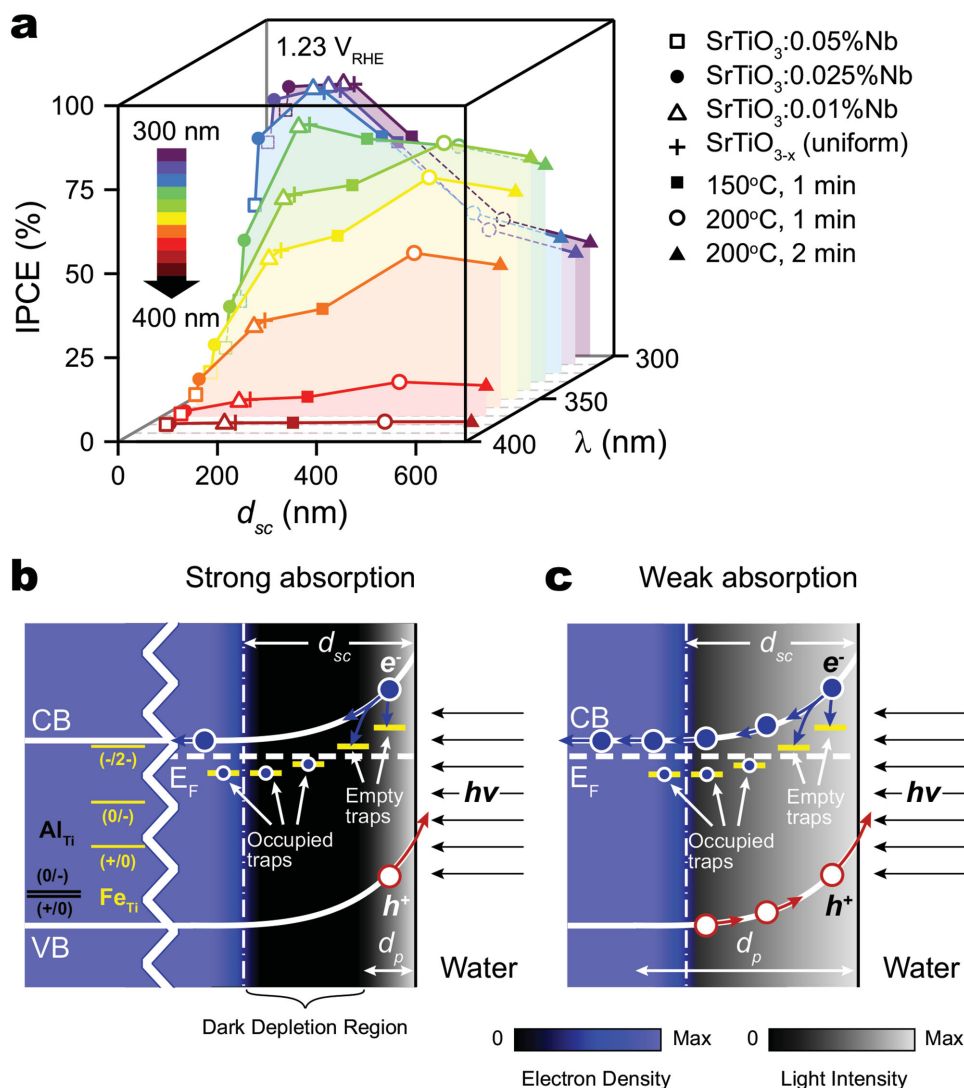 a
1.23 V_RHE
100
75
50
25
0
IPCE (%)
300 nm
400 nm
0
200
400
600
d_sc (nm)
300
350
400
λ (nm)
SrTiO₃:0.05%Nb
SrTiO₃:0.025%Nb
SrTiO₃:0.01%Nb
SrTiO₃₋ₓ (uniform)
150°C, 1 min
200°C, 1 min
200°C, 2 min
b
Strong absorption
d_sc
e⁻
CB
(-/2-)
E_F
(0/-)
Al_Ti
(+/0)
(0/-)
(+/0)
Fe_Ti
Occupied
traps
Empty
traps
hν
h⁺
VB
d_p
Water
Dark Depletion Region
c
Weak absorption
d_sc
e⁻
CB
E_F
Occupied
traps
Empty
traps
hν
h⁺
VB
d_p
Water
0
Max
Electron Density
0
Max
Light Intensity